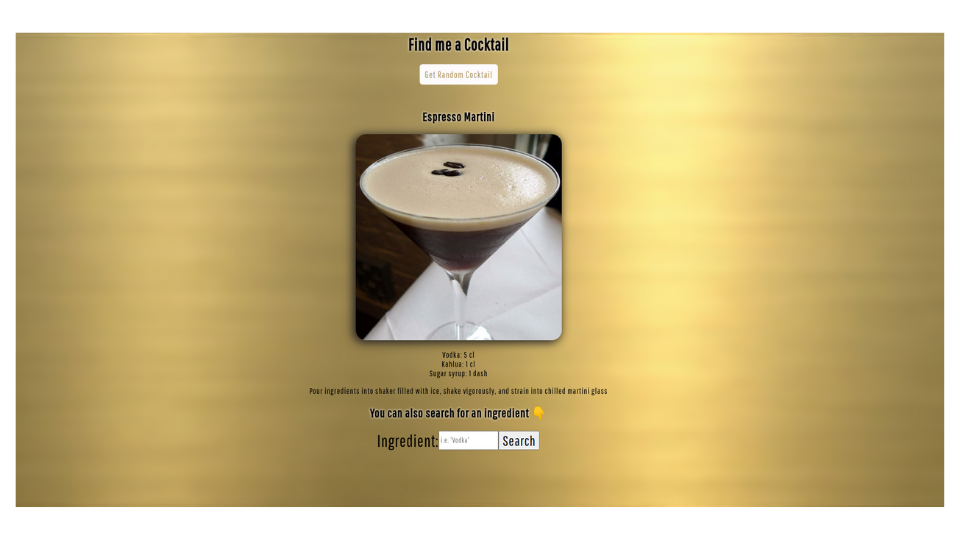 Find me a Cocktail
Get Random Cocktail
Espresso Martini
Vodka: 5 cl
Kahlua: 1 cl
Sugar syrup: 1 dash
Pour ingredients into shaker filled with ice, shake vigorously, and strain into chilled martini glass
You can also search for an ingredient 👇
Ingredient: i.e. 'Vodka' Search